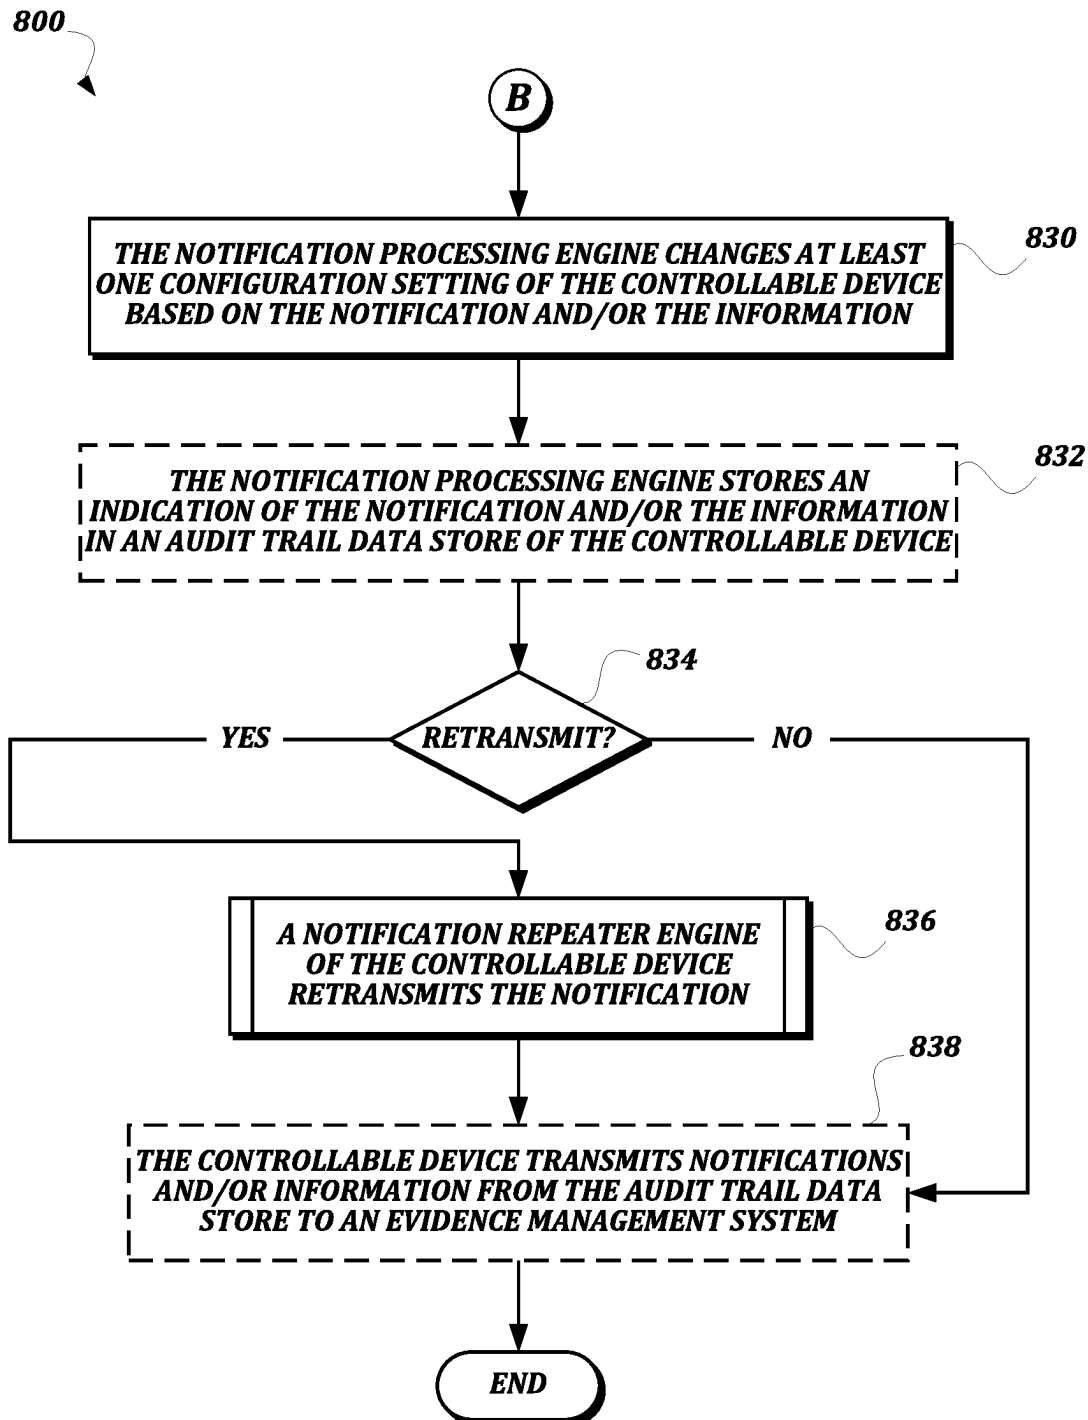 800
B
THE NOTIFICATION PROCESSING ENGINE CHANGES AT LEAST
ONE CONFIGURATION SETTING OF THE CONTROLLABLE DEVICE
BASED ON THE NOTIFICATION AND/OR THE INFORMATION
830
THE NOTIFICATION PROCESSING ENGINE STORES AN
INDICATION OF THE NOTIFICATION AND/OR THE INFORMATION
IN AN AUDIT TRAIL DATA STORE OF THE CONTROLLABLE DEVICE
832
834
YES
RETRANSMIT?
NO
A NOTIFICATION REPEATER ENGINE
OF THE CONTROLLABLE DEVICE
RETRANSMITS THE NOTIFICATION
836
838
THE CONTROLLABLE DEVICE TRANSMITS NOTIFICATIONS
AND/OR INFORMATION FROM THE AUDIT TRAIL DATA
STORE TO AN EVIDENCE MANAGEMENT SYSTEM
END